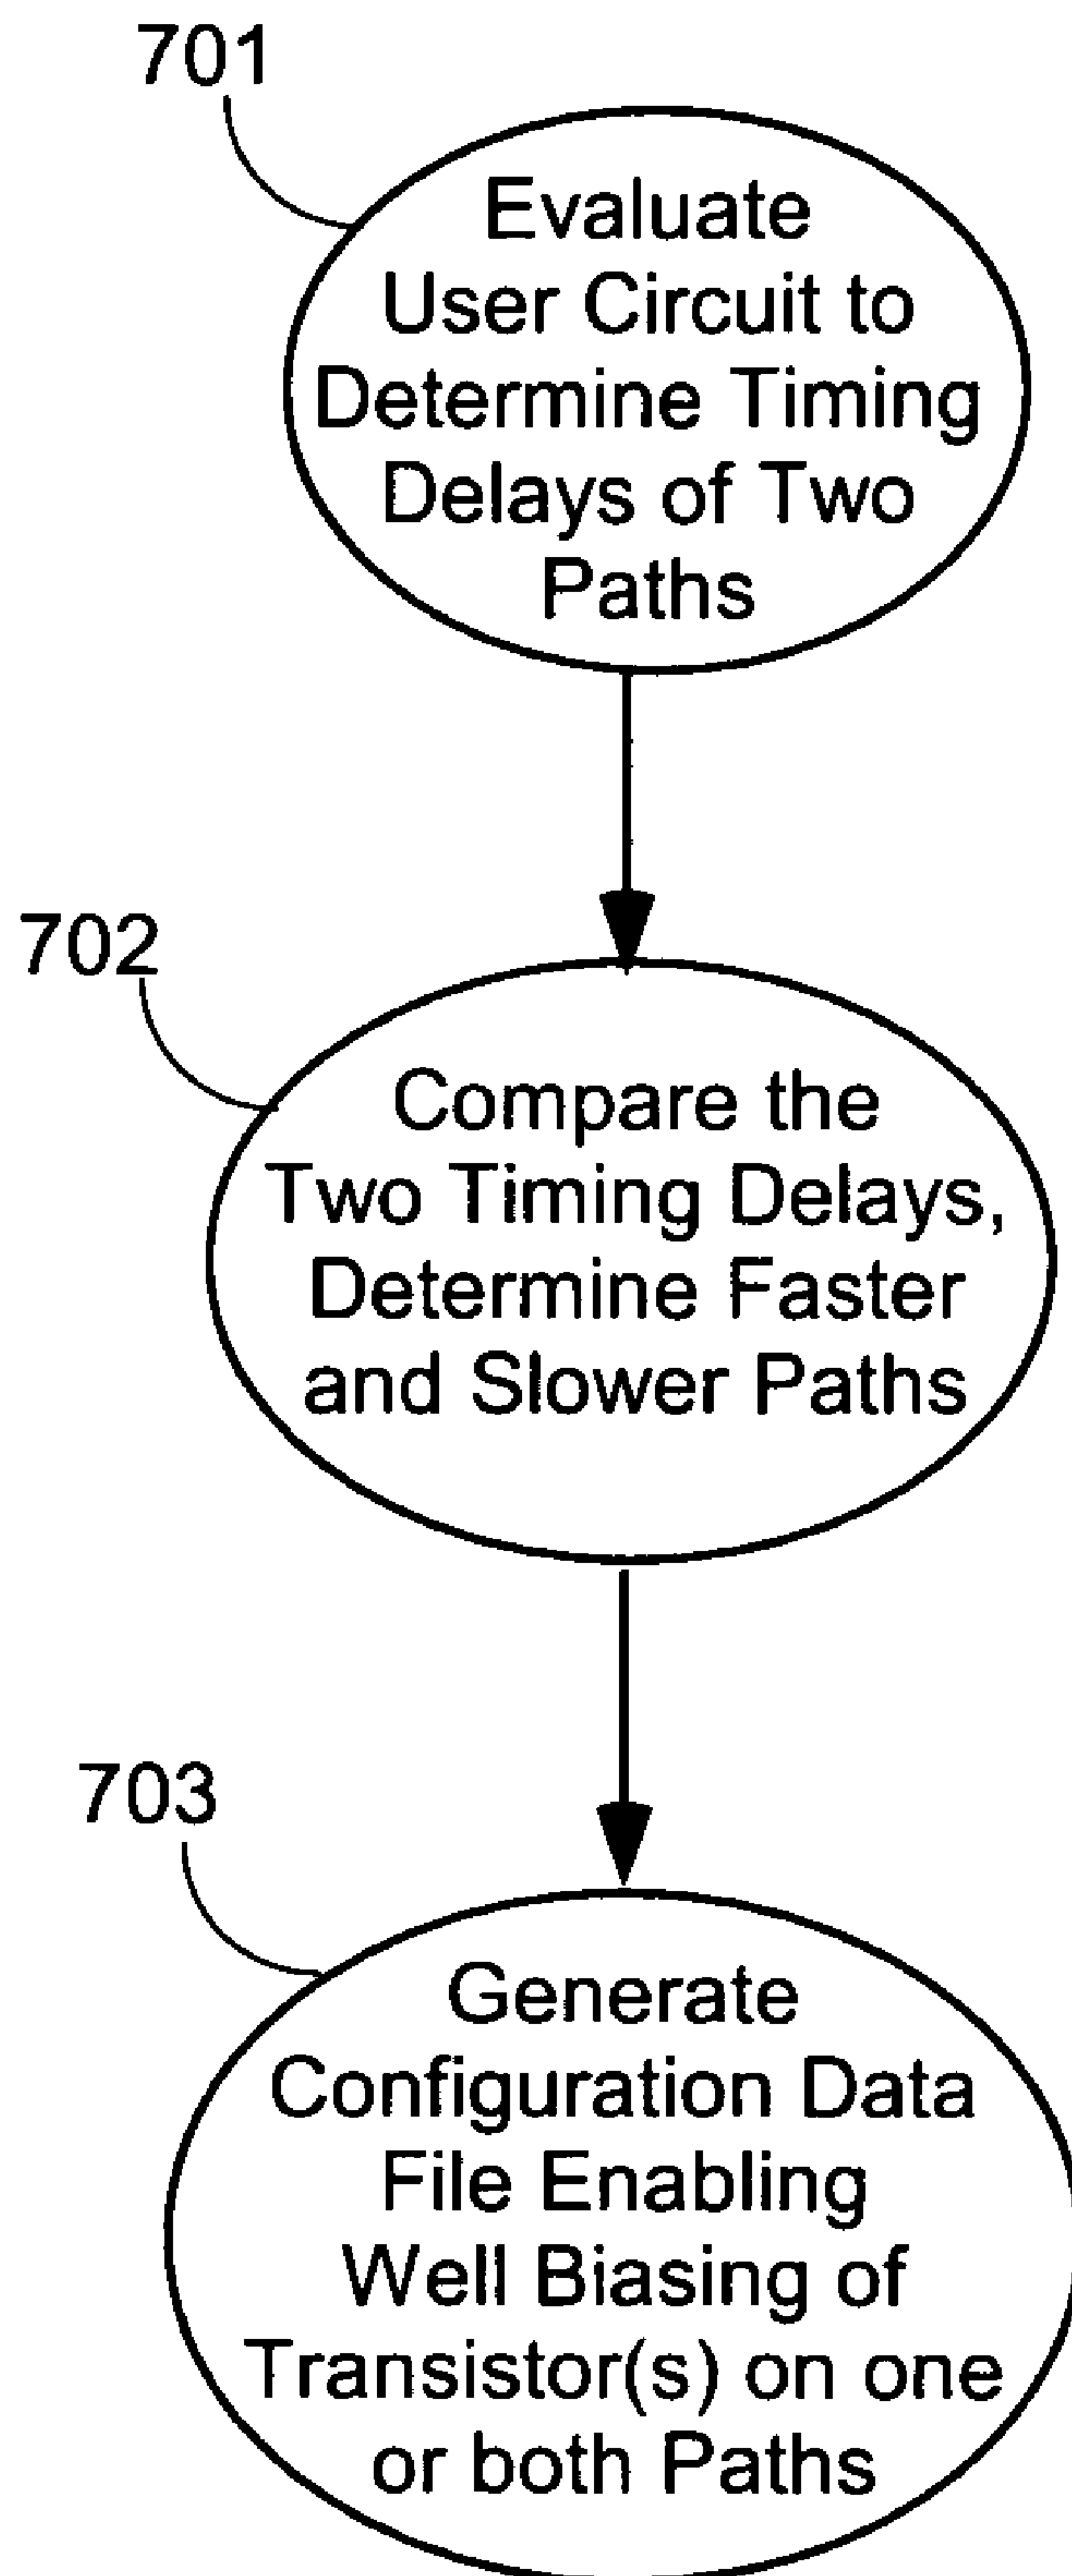 701
Evaluate
User Circuit to
Determine Timing
Delays of Two
Paths
702
Compare the
Two Timing Delays,
Determine Faster
and Slower Paths
703
Generate
Configuration Data
File Enabling
Well Biasing of
Transistor(s) on one
or both Paths